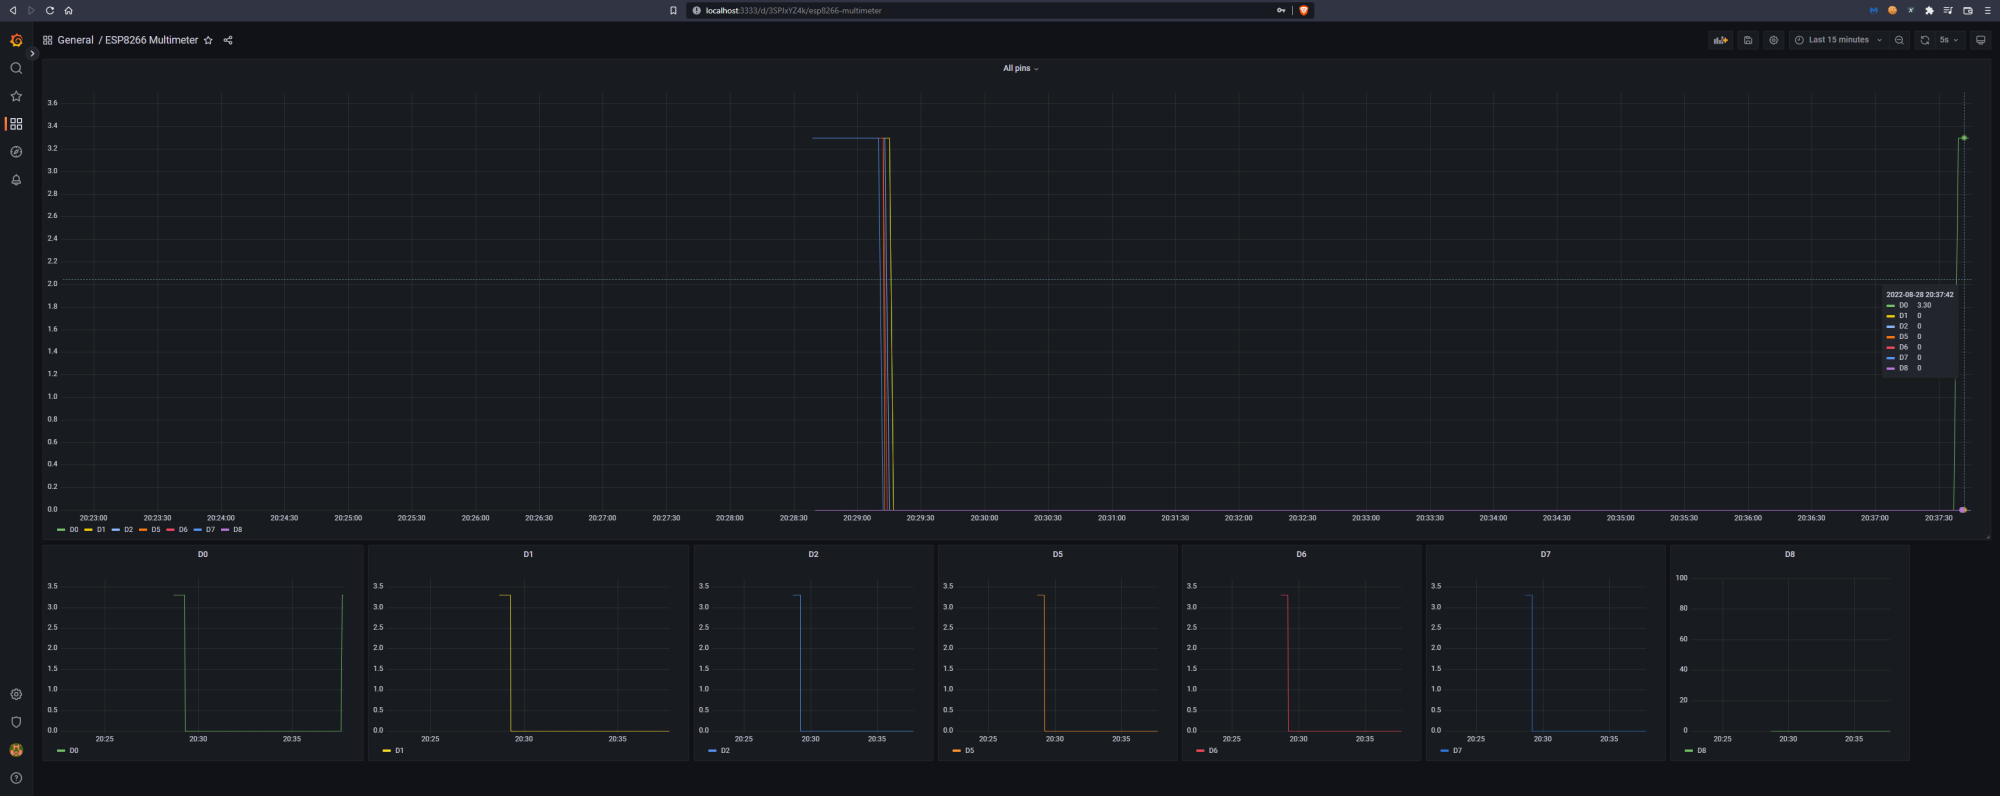 localhost:3333/d/3SPJxYZ4k/esp8266-multimeter
General / ESP8266 Multimeter
Last 15 minutes
5s
All pins
3.6
3.4
3.2
3.0
2.8
2.6
2.4
2.2
2.0
1.8
1.6
1.4
1.2
1.0
0.8
0.6
0.4
0.2
0.0
20:23:00 20:23:30 20:24:00 20:24:30 20:25:00 20:25:30 20:26:00 20:26:30 20:27:00 20:27:30 20:28:00 20:28:30 20:29:00 20:29:30 20:30:00 20:30:30 20:31:00 20:31:30 20:32:00 20:32:30 20:33:00 20:33:30 20:34:00 20:34:30 20:35:00 20:35:30 20:36:00 20:36:30 20:37:00 20:37:30
D0 D1 D2 D5 D6 D7 D8
2022-08-28 20:37:42
D0 3.30
D1 0
D2 0
D5 0
D6 0
D7 0
D8 0
D0
3.5
3.0
2.5
2.0
1.5
1.0
0.5
0.0
20:25 20:30 20:35
D0
D1
3.5
3.0
2.5
2.0
1.5
1.0
0.5
0.0
20:25 20:30 20:35
D1
D2
3.5
3.0
2.5
2.0
1.5
1.0
0.5
0.0
20:25 20:30 20:35
D2
D5
3.5
3.0
2.5
2.0
1.5
1.0
0.5
0.0
20:25 20:30 20:35
D5
D6
3.5
3.0
2.5
2.0
1.5
1.0
0.5
0.0
20:25 20:30 20:35
D6
D7
3.5
3.0
2.5
2.0
1.5
1.0
0.5
0.0
20:25 20:30 20:35
D7
D8
100
80
60
40
20
0
20:25 20:30 20:35
D8